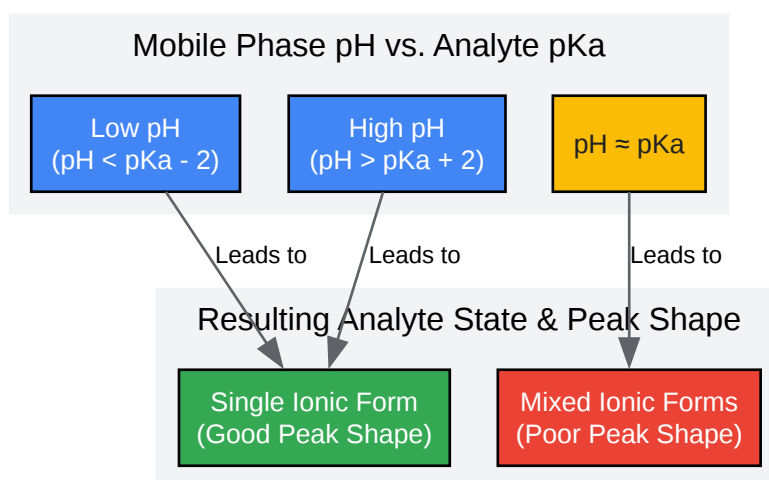 Mobile Phase pH vs. Analyte pKa
Low pH
(pH < pKa - 2)
High pH
(pH > pKa + 2)
pH ≈ pKa
Leads to
Leads to
Leads to
Resulting Analyte State & Peak Shape
Single Ionic Form
(Good Peak Shape)
Mixed Ionic Forms
(Poor Peak Shape)